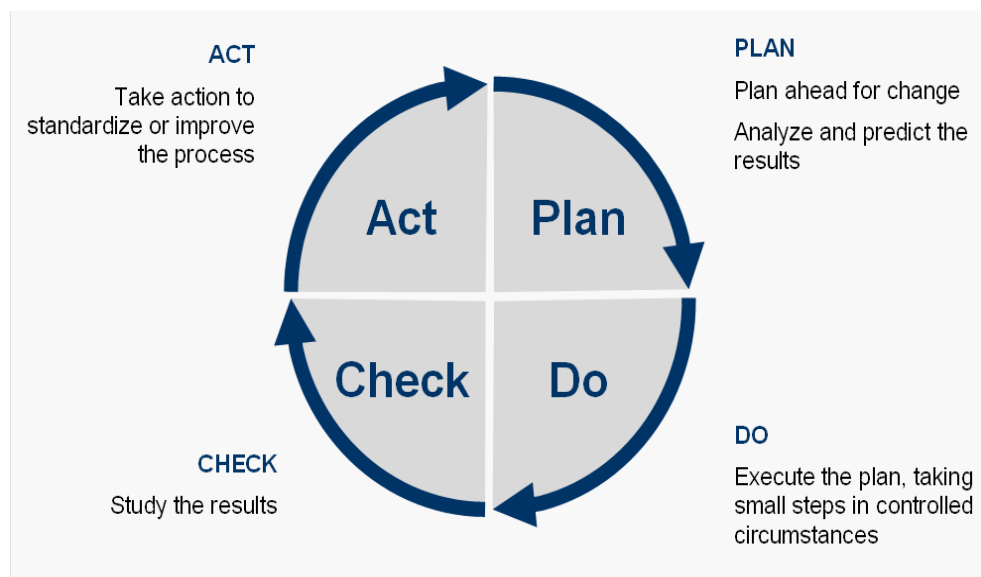 ACT
Take action to
standardize or improve
the process
PLAN
Plan ahead for change
Analyze and predict the
results
Act
Plan
Check
Do
CHECK
Study the results
DO
Execute the plan, taking
small steps in controlled
circumstances